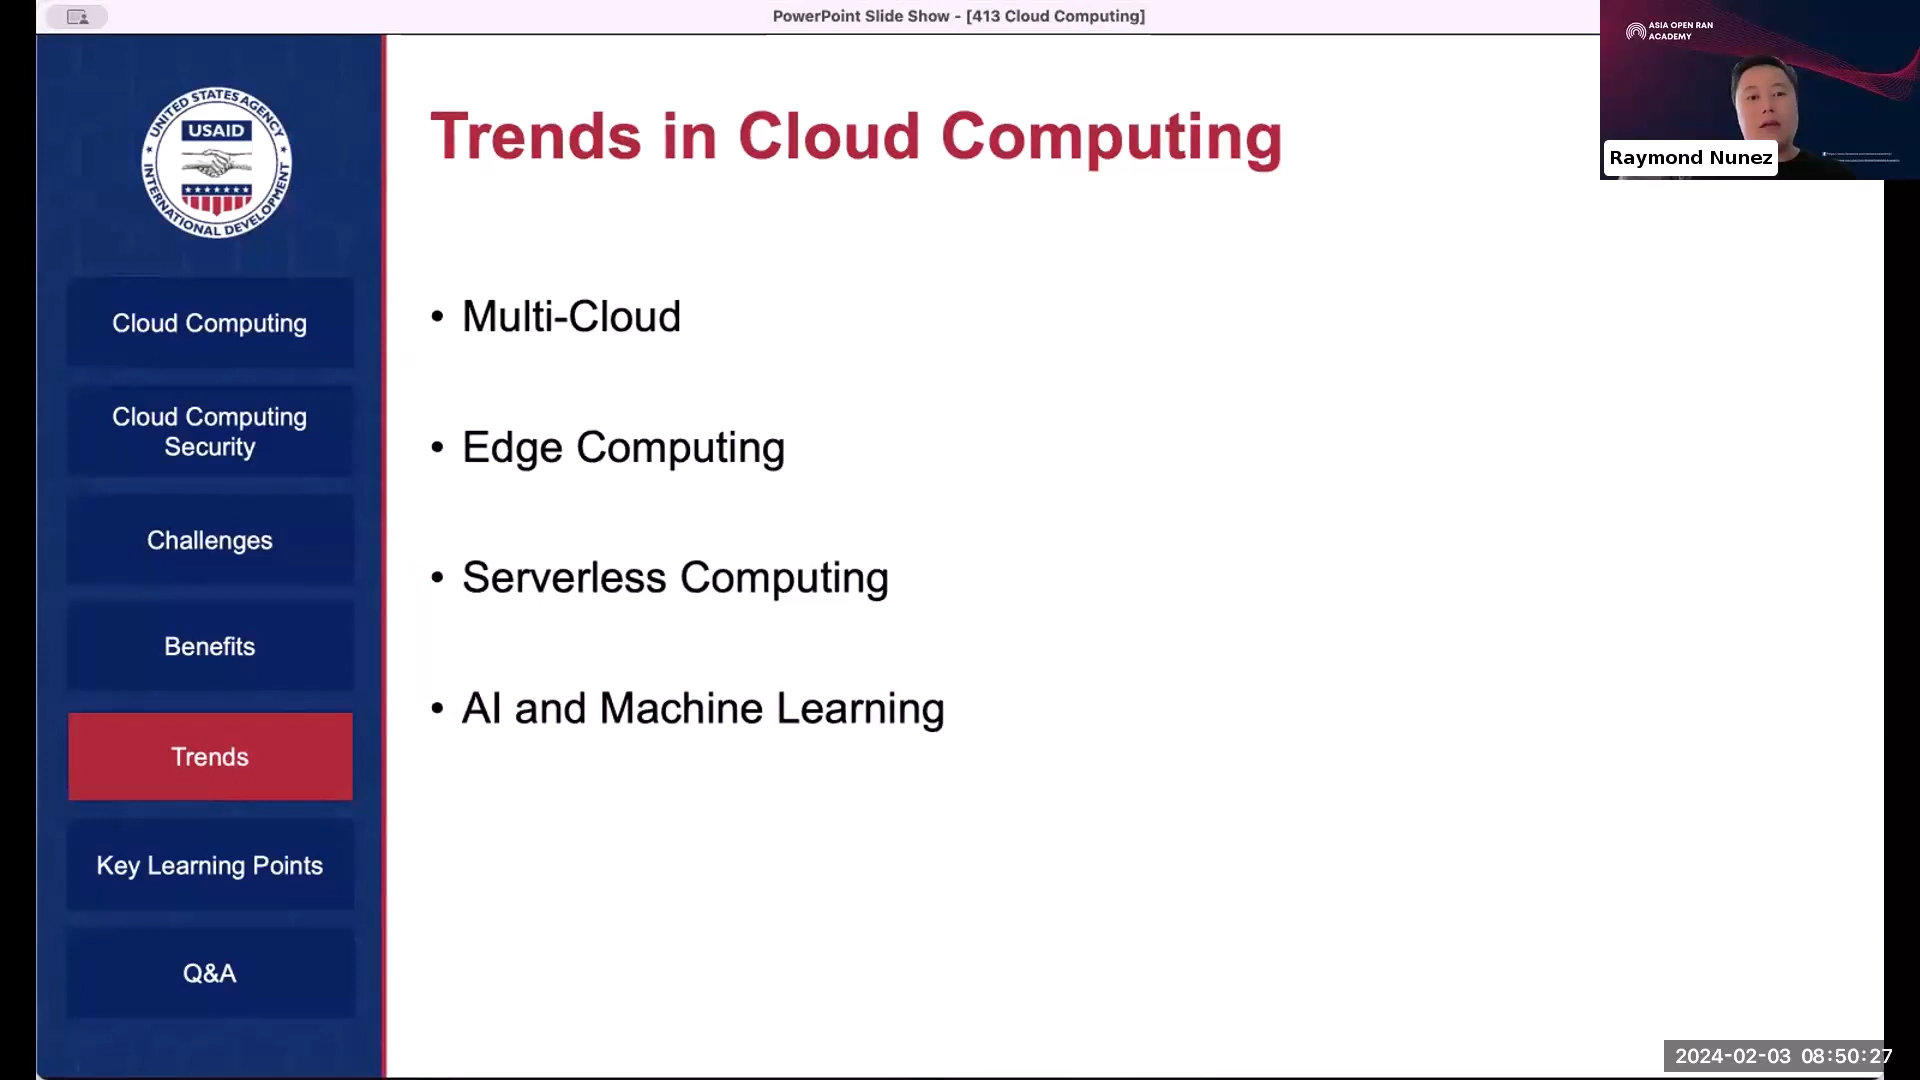 PowerPoint Slide Show - [413 Cloud Computing]
ASIA OPEN RAN
ACADEMY
Raymond Nunez
UNITED STATES AGENCY
USAID
INTERNATIONAL DEVELOPMENT
Cloud Computing
Cloud Computing
Security
Challenges
Benefits
Trends
Key Learning Points
Q&A
Trends in Cloud Computing
• Multi-Cloud
• Edge Computing
• Serverless Computing
• AI and Machine Learning
2024-02-03 08:50:27